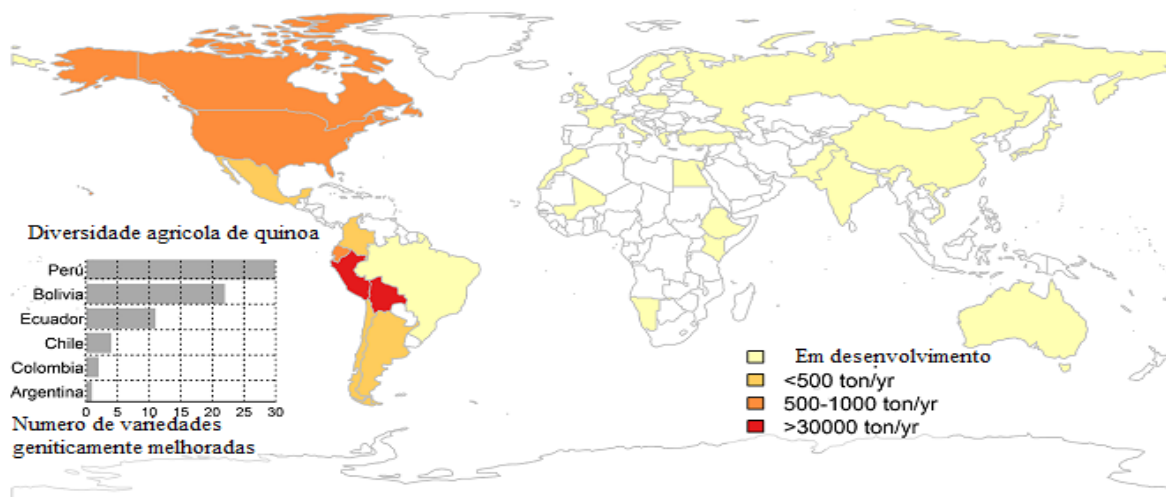 Diversidade agricola de quinoa
Perú
Bolivia
Ecuador
Chile
Colombia
Argentina
0 5 10 15 20 25 30
Numero de variedades
geniticamente melhoradas
Em desenvolvimento
<500 ton/yr
500-1000 ton/yr
>30000 ton/yr